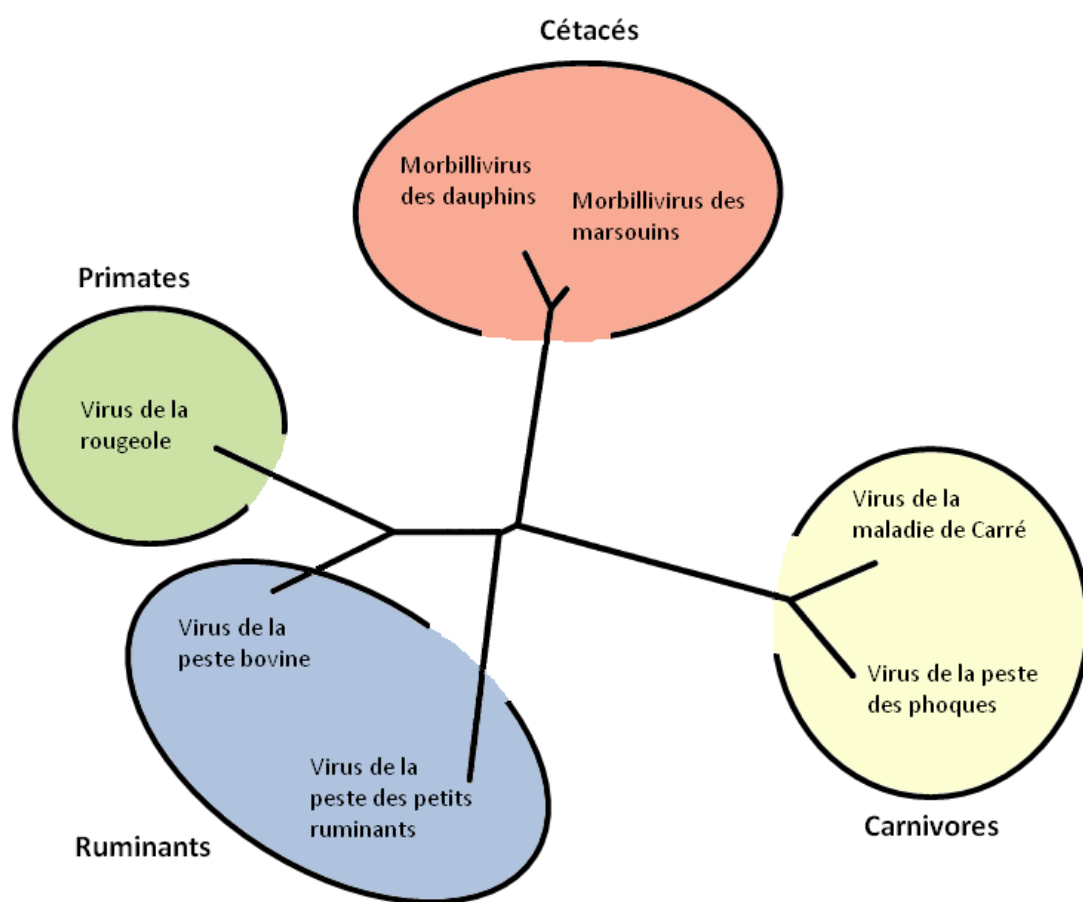 Cétacés
Morbillivirus
des dauphins
Morbillivirus des
marsouins
Primates
Virus de la
rougeole
Virus de la
maladie de Carré
Virus de la peste
des phoques
Carnivores
Virus de la
peste bovine
Virus de la
peste des petits
ruminants
Ruminants